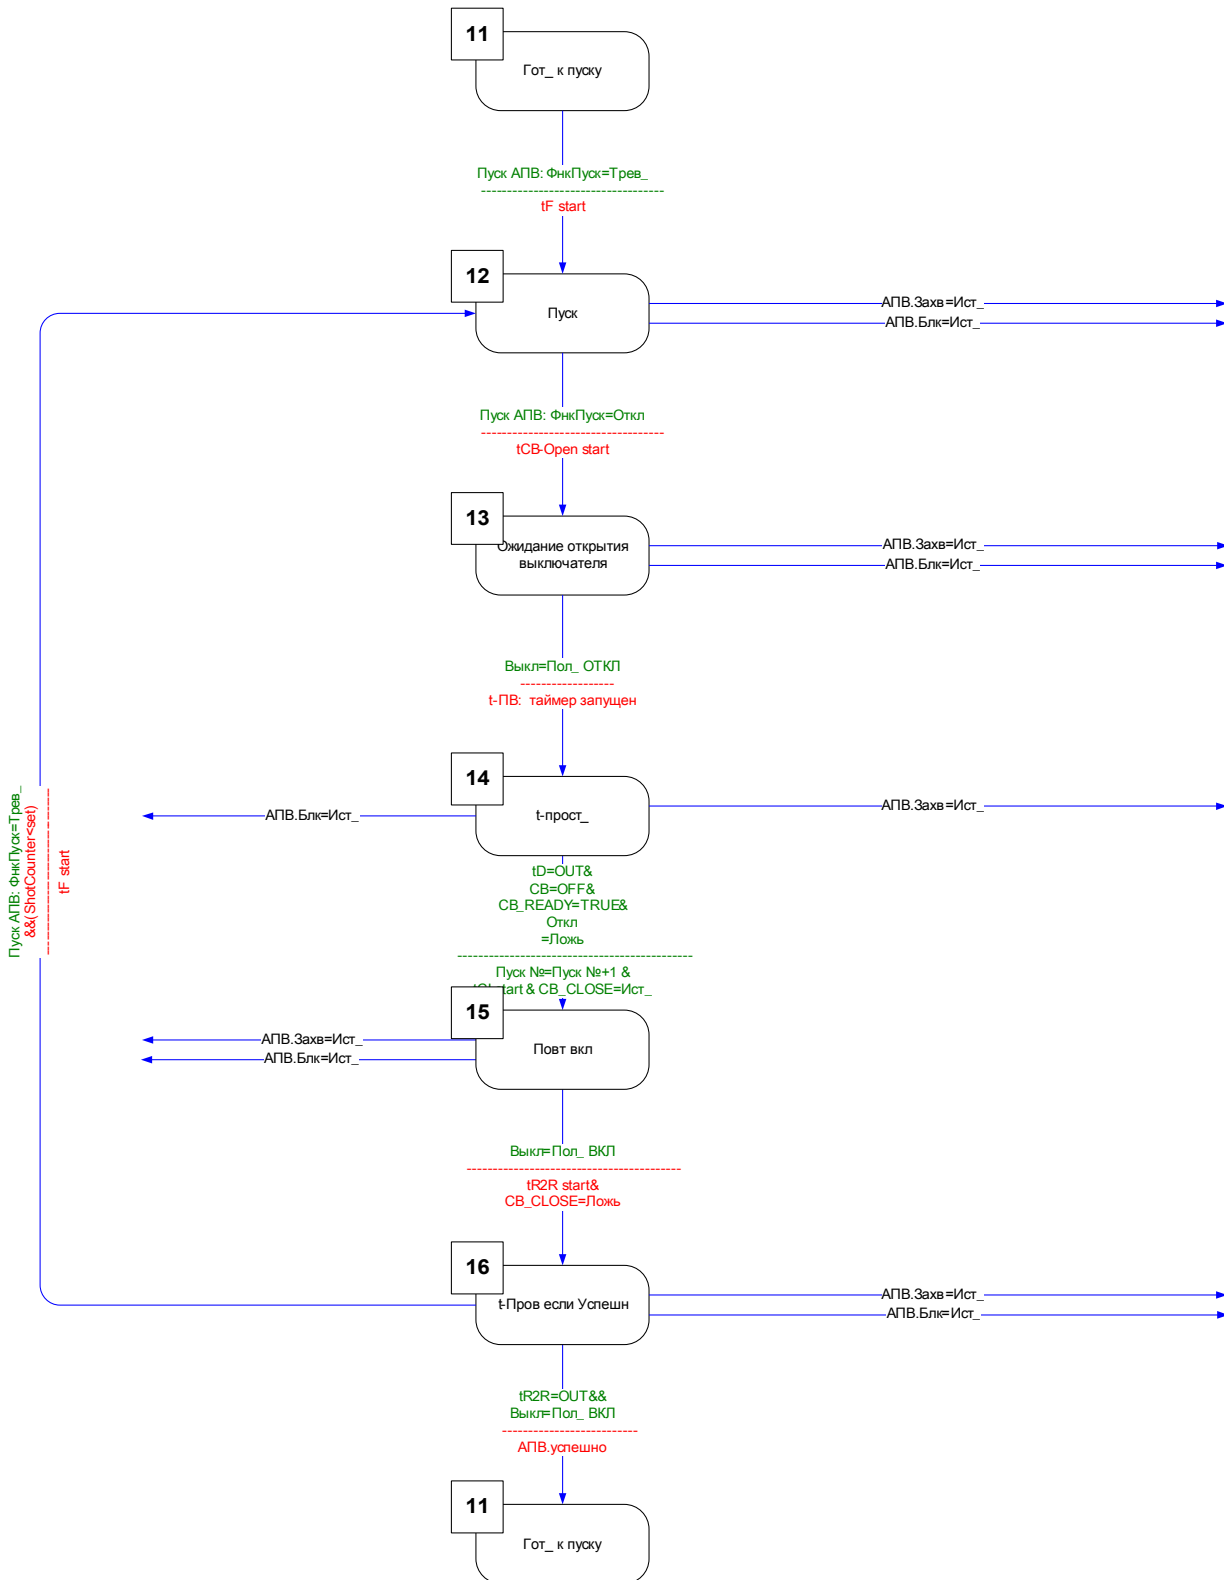 11
Гот_ к пуску
Пуск АПВ: ФнкПуск=Трев_
tF start
12
Пуск
АПВ.Захв=Ист_
АПВ.Блк=Ист_
Пуск АПВ: ФнкПуск=Откл
tCB-Open start
13
Ожидание открытия
выключателя
АПВ.Захв=Ист_
АПВ.Блк=Ист_
Выкл=Пол_ ОТКЛ
t-ПВ: таймер запущен
14
t-прост_
АПВ.Блк=Ист_
АПВ.Захв=Ист_
Пуск АПВ: ФнкПуск=Трев_
&&(ShotCounter<set)
tF start
tD=OUT&
CB=OFF&
CB_READY=TRUE&
Откл
=Ложь
Пуск №=Пуск №+1 &
start & CB_CLOSE=Ист_
15
Повт вкл
АПВ.Захв=Ист_
АПВ.Блк=Ист_
Выкл=Пол_ ВКЛ
tR2R start&
CB_CLOSE=Ложь
16
t-Пров если Успешн
АПВ.Захв=Ист_
АПВ.Блк=Ист_
tR2R=OUT&&
Выкл=Пол_ ВКЛ
АПВ.успешно
11
Гот_ к пуску